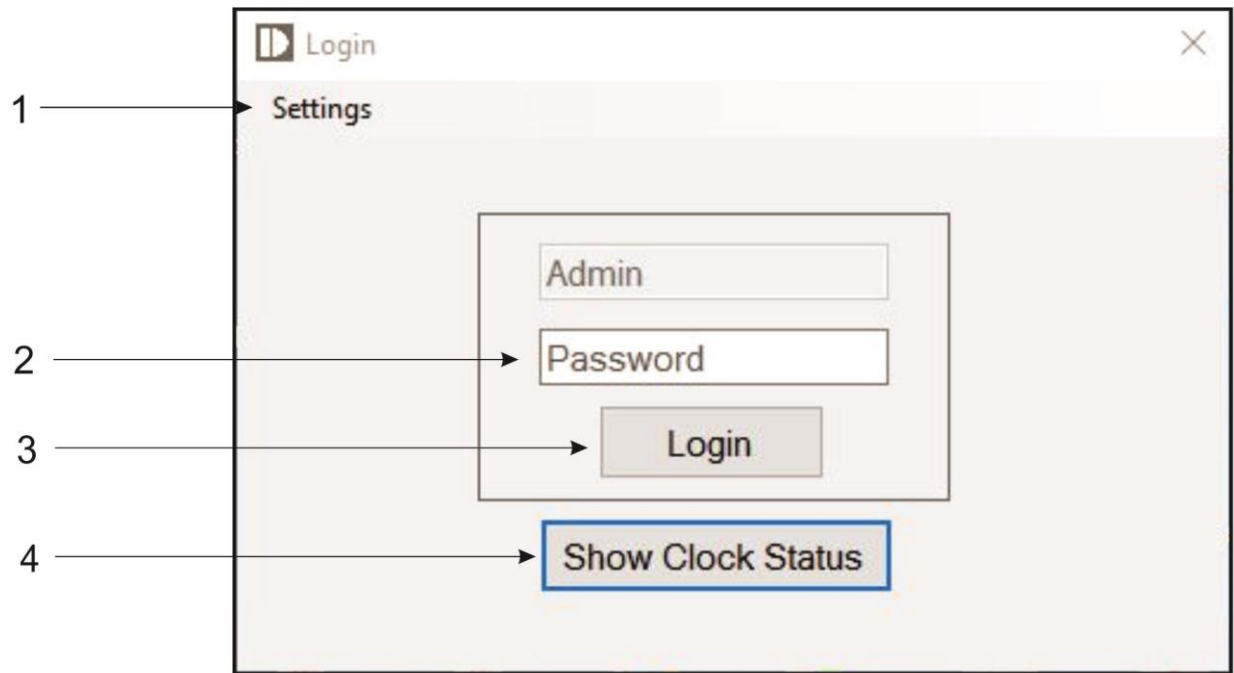 Login
1 Settings
Admin
2 Password
3 Login
4 Show Clock Status